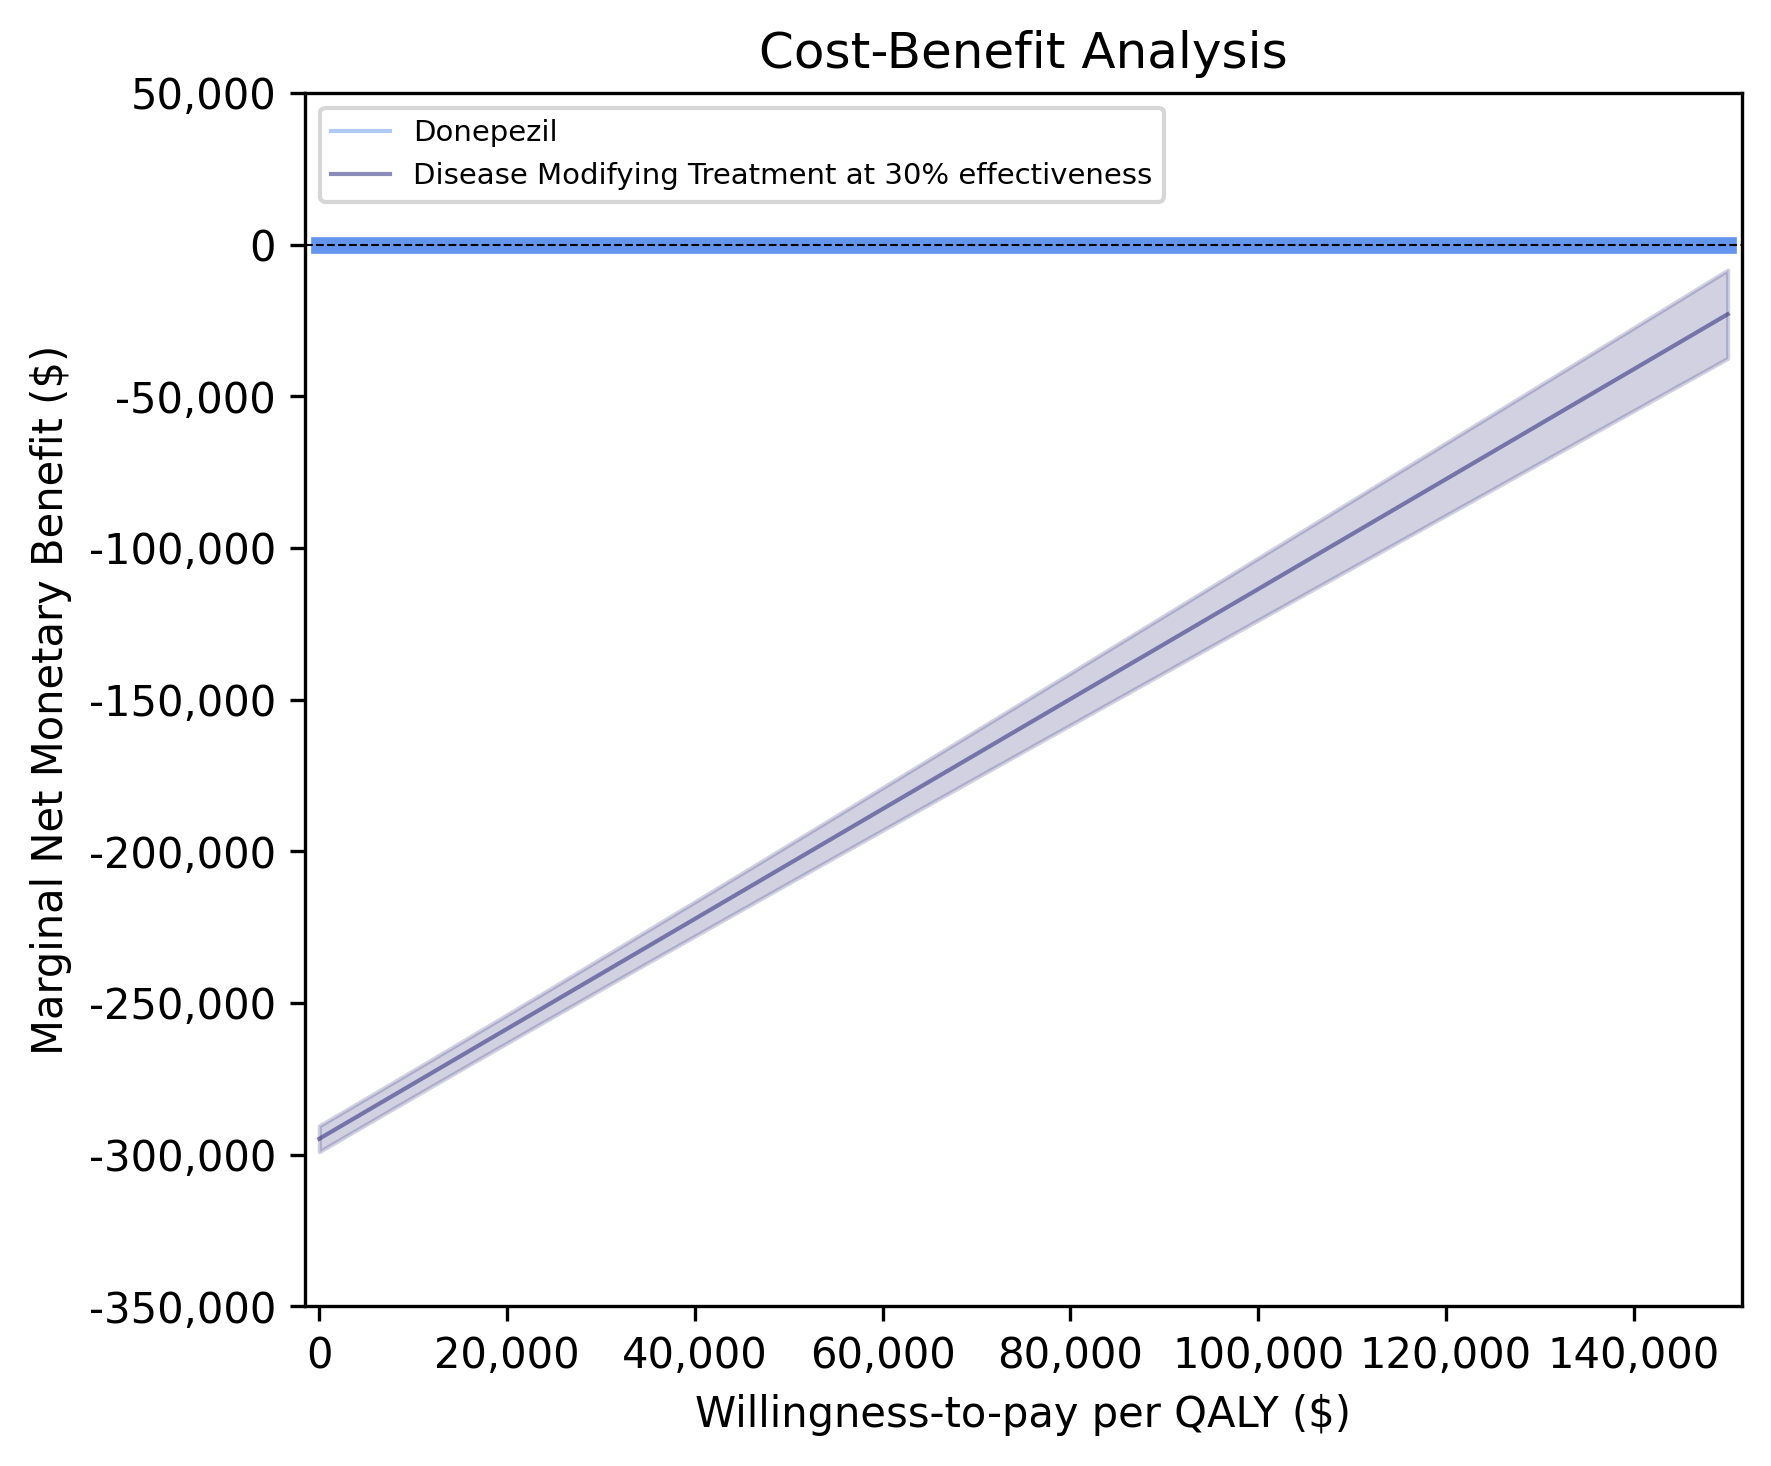 Cost-Benefit Analysis
50,000
0
-50,000
-100,000
-150,000
-200,000
-250,000
-300,000
-350,000
Marginal Net Monetary Benefit ($)
Donepezil
Disease Modifying Treatment at 30% effectiveness
0 20,000 40,000 60,000 80,000 100,000 120,000 140,000
Willingness-to-pay per QALY ($)